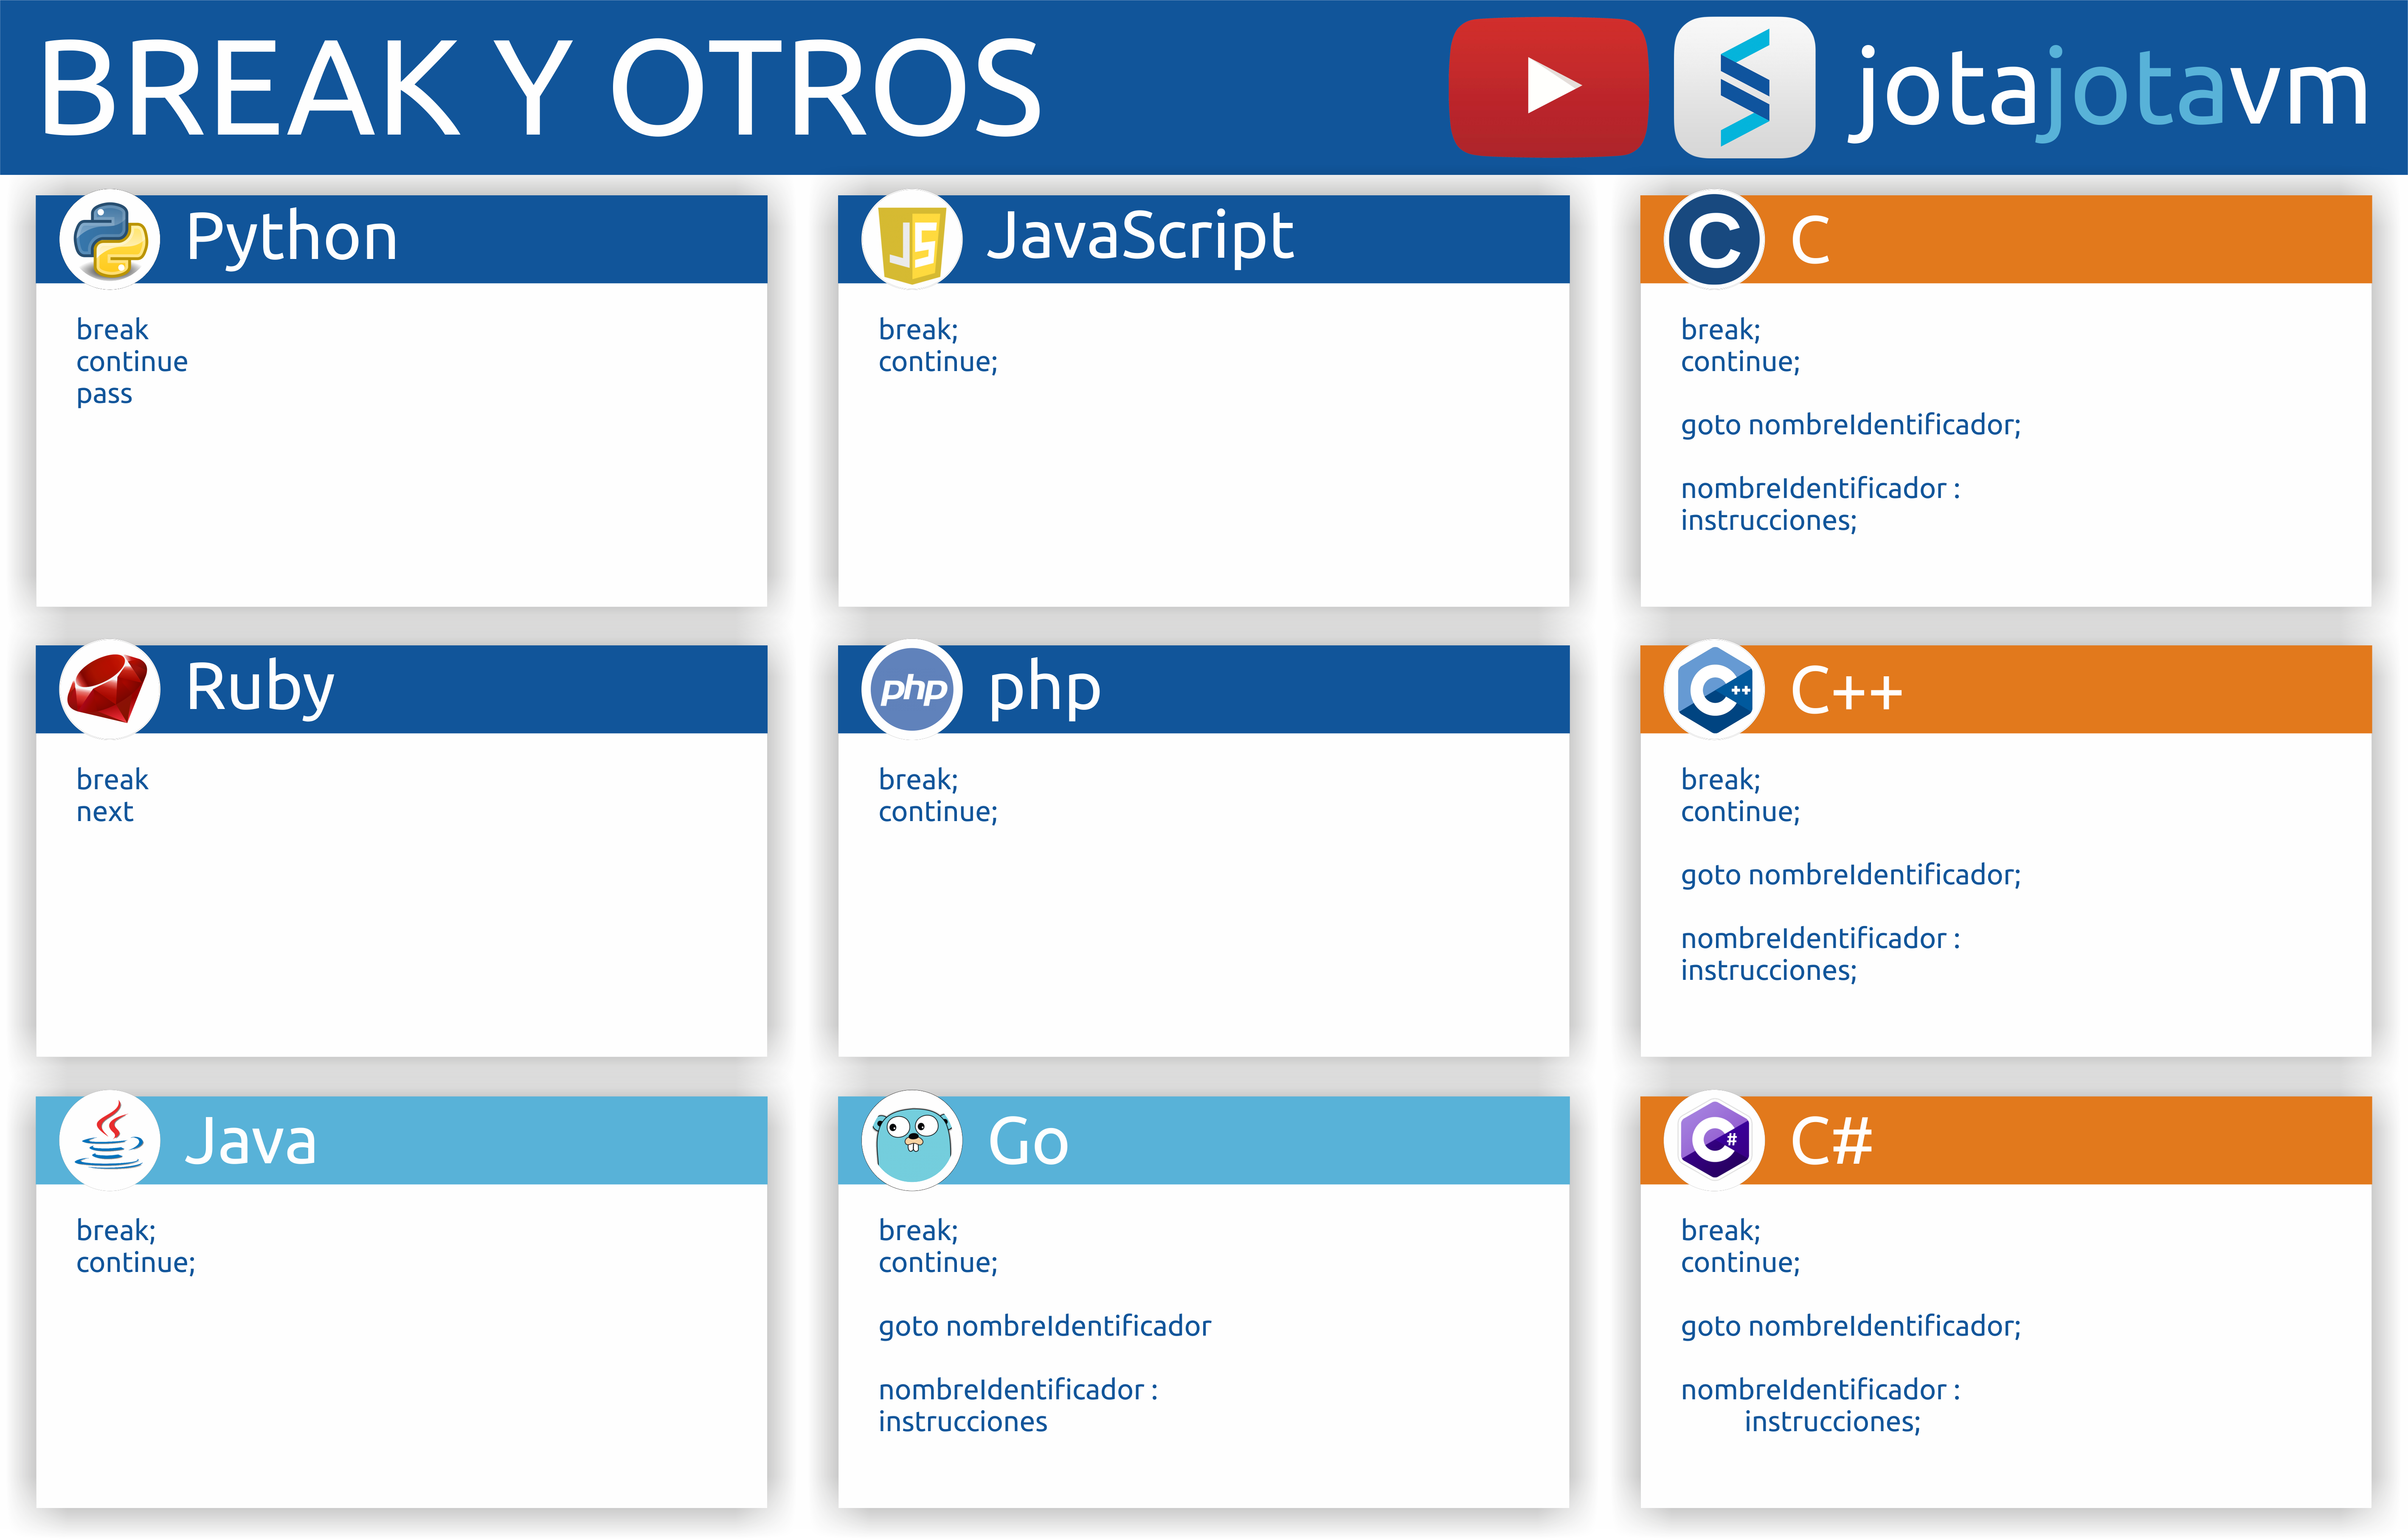 BREAK Y OTROS
jotajotavm
Python
break
continue
pass
JS
JavaScript
break;
continue;
C
C
break;
continue;
goto nombreIdentificador;
nombreIdentificador :
instrucciones;
Ruby
break
next
php
php
break;
continue;
C++
C++
break;
continue;
goto nombreIdentificador;
nombreIdentificador :
instrucciones;
Java
break;
continue;
Go
break;
continue;
goto nombreIdentificador
nombreIdentificador :
instrucciones
C#
C#
break;
continue;
goto nombreIdentificador;
nombreIdentificador :
instrucciones;